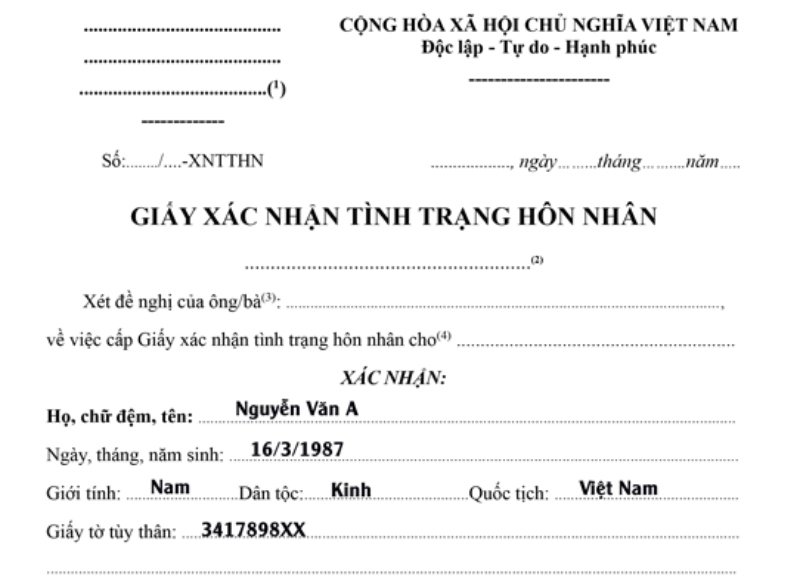 ........................................... CỘNG HÒA XÃ HỘI CHỦ NGHĨA VIỆT NAM
........................................... Độc lập - Tự do - Hạnh phúc
.........................................(1) ----------------------
-------------
Số:......../....-XNTTHN ...................., ngày.........tháng..........năm.....
GIẤY XÁC NHẬN TÌNH TRẠNG HÔN NHÂN
.......................................................(2)
Xét đề nghị của ông/bà(3): ...............................................................................................,
về việc cấp Giấy xác nhận tình trạng hôn nhân cho(4) ............................................................
XÁC NHẬN:
Họ, chữ đệm, tên: ........Nguyễn Văn A........................................................................
Ngày, tháng, năm sinh: .....16/3/1987........................................................................
Giới tính: .....Nam...........Dân tộc:......Kinh.....................Quốc tịch: .....Việt Nam.................
Giấy tờ tùy thân: ....3417898XX..............................................................................
.......................................................................................................................................